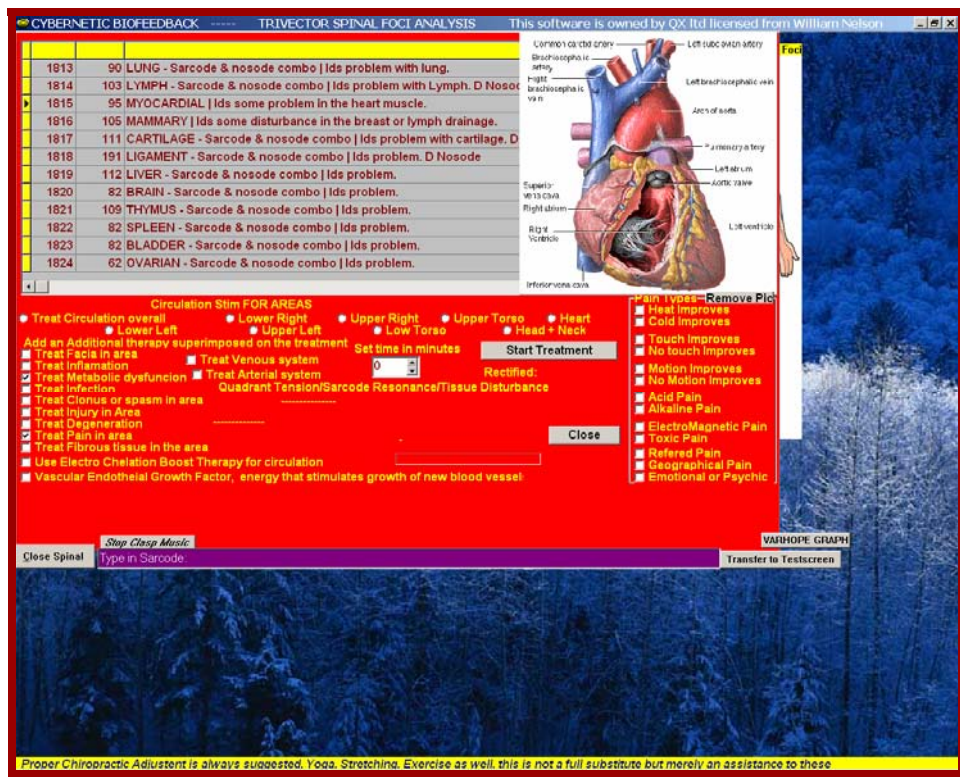 CYBERNETIC BIOFEEDBACK ----- TRIVECTOR SPINAL FOCI ANALYSIS This software is owned by QX ltd licensed from William Nelson
Foci
1813 90 LUNG - Sarcode & nosode combo | Ids problem with lung.
1814 103 LYMPH - Sarcode & nosode combo | Ids problem with Lymph. D Nosoc
1815 95 MYOCARDIAL | Ids some problem in the heart muscle.
1816 105 MAMMARY | Ids some disturbance in the breast or lymph drainage.
1817 111 CARTILAGE - Sarcode & nosode combo | Ids problem with cartilage. D
1818 191 LIGAMENT - Sarcode & nosode combo | Ids problem. D Nosode
1819 112 LIVER - Sarcode & nosode combo | Ids problem.
1820 82 BRAIN - Sarcode & nosode combo | Ids problem.
1821 109 THYMUS - Sarcode & nosode combo | Ids problem.
1822 82 SPLEEN - Sarcode & nosode combo | Ids problem.
1823 82 BLADDER - Sarcode & nosode combo | Ids problem.
1824 62 OVARIAN - Sarcode & nosode combo | Ids problem.
Common carotid artery
Left subclavian artery
Brachiocephalic
artery
Right
brachiocephalic
vein
Left brachiocephalic vein
Arch of aorta
Pulmonary artery
Left atrium
Aortic valve
Superior
vena cava
Right atrium
Right
Ventricle
Left ventricle
Inferior vena cava
Circulation Stim FOR AREAS
Treat Circulation overall Lower Right Upper Right Upper Torso Heart
Lower Left Upper Left Low Torso Head + Neck
Add an Additional therapy superimposed on the treatment
Set time in minutes
0
Start Treatment
Treat Facia in area
Treat Inflamation
Treat Metabolic dysfuncion
Treat Infection
Treat Clonus or spasm in area
Treat Injury in Area
Treat Degeneration
Treat Pain in area
Treat Fibrous tissue in the area
Use Electro Chelation Boost Therapy for circulation
Vascular Endotheial Growth Factor, energy that stimulates growth of new blood vessel
Treat Venous system
Treat Arterial system
Rectified:
Quadrant Tension/Sarcode Resonance/Tissue Disturbance
---------------
--------------
-
Close
Pain Types Remove Pic
Heat Improves
Cold Improves
Touch Improves
No touch Improves
Motion Improves
No Motion Improves
Acid Pain
Alkaline Pain
ElectroMagnetic Pain
Toxic Pain
Refered Pain
Geographical Pain
Emotional or Psychic
Stop Clasp Music
VARHOPE GRAPH
Close Spinal
Type in Sarcode:
Transfer to Testscreen
Proper Chiropractic Adjustent is always suggested. Yoga. Stretching. Exercise as well. this is not a full substitute but merely an assistance to these